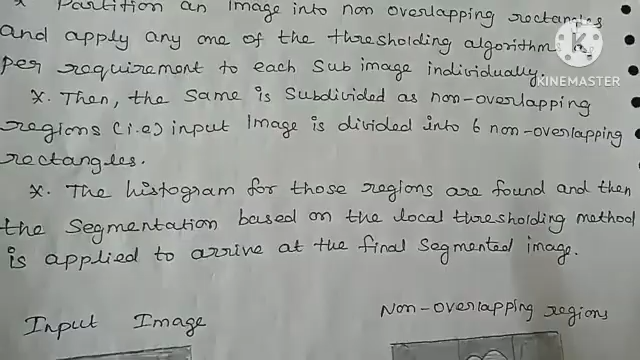 x. Partition an Image into non overlapping rectangles
and apply any one of the thresholding algorithms as
per requirement to each sub image individually.
KINEMASTER
x. Then, the same is subdivided as non-overlapping
regions (i.e) input Image is divided into 6 non-overlapping
rectangles.
x. The histogram for those regions are found and then
the segmentation based on the local thresholding method
is applied to arrive at the final segmented image.
Input Image
Non-overlapping regions